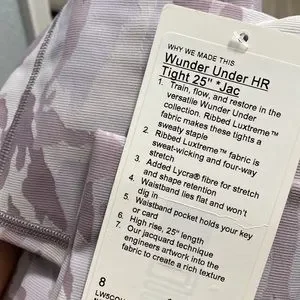 WHY WE MADE THIS
Wunder Under HR
Tight 25" *Jac
1. Train, flow, and restore in the
versatile Wunder Under
collection. Ribbed Luxtreme™
fabric makes these tights a
sweaty staple
2. Ribbed Luxtreme™ fabric is
sweat-wicking and four-way
stretch
3. Added Lycra® fibre for stretch
and shape retention
4. Waistband lies flat and won't
dig in
5. Waistband pocket holds your key
or card
6. High rise, 25" length
7. Our jacquard technique
engineers artwork into the
fabric to create a rich texture
8